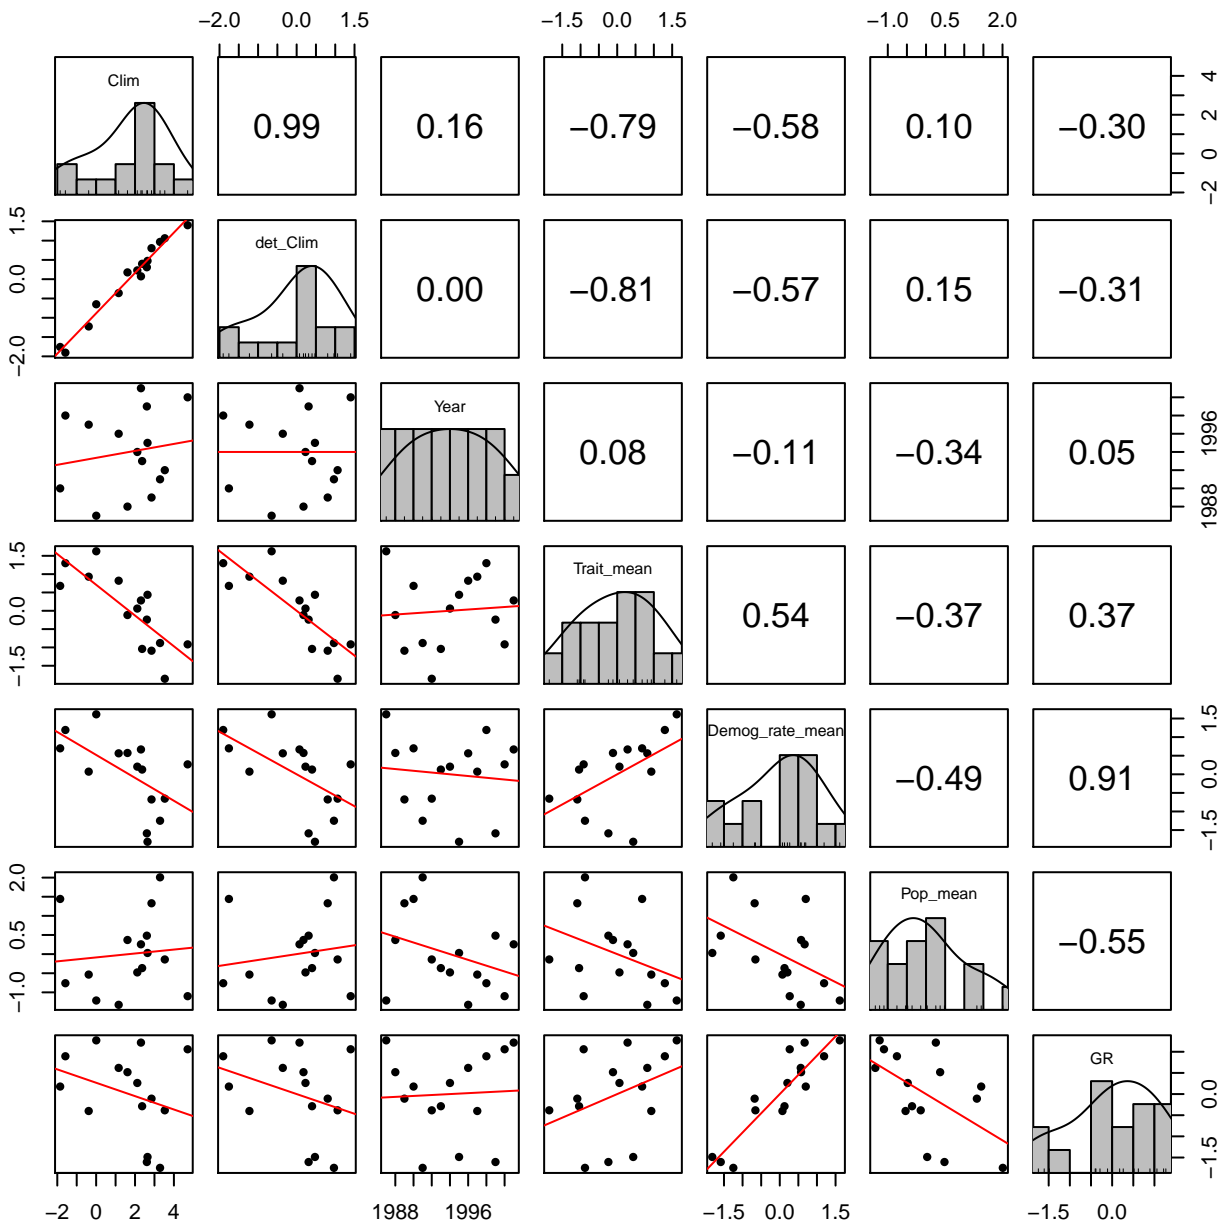 −2.0 0.0 1.5 −1.5 0.0 1.5 −1.0 0.5 2.0
Clim 0.99 0.16 −0.79 −0.58 0.10 −0.30
−2 0 2 4
−2.0 0.0 1.5
det_Clim 0.00 −0.81 −0.57 0.15 −0.31
Year 0.08 −0.11 −0.34 0.05
1988 1996
−1.5 0.0 1.5
Trait_mean 0.54 −0.37 0.37
Demog_rate_mean −0.49 0.91
−1.5 0.0 1.5
−1.0 0.5 2.0
Pop_mean −0.55
GR
−1.5 0.0
−2 0 2 4 1988 1996 −1.5 0.0 1.5 −1.5 0.0